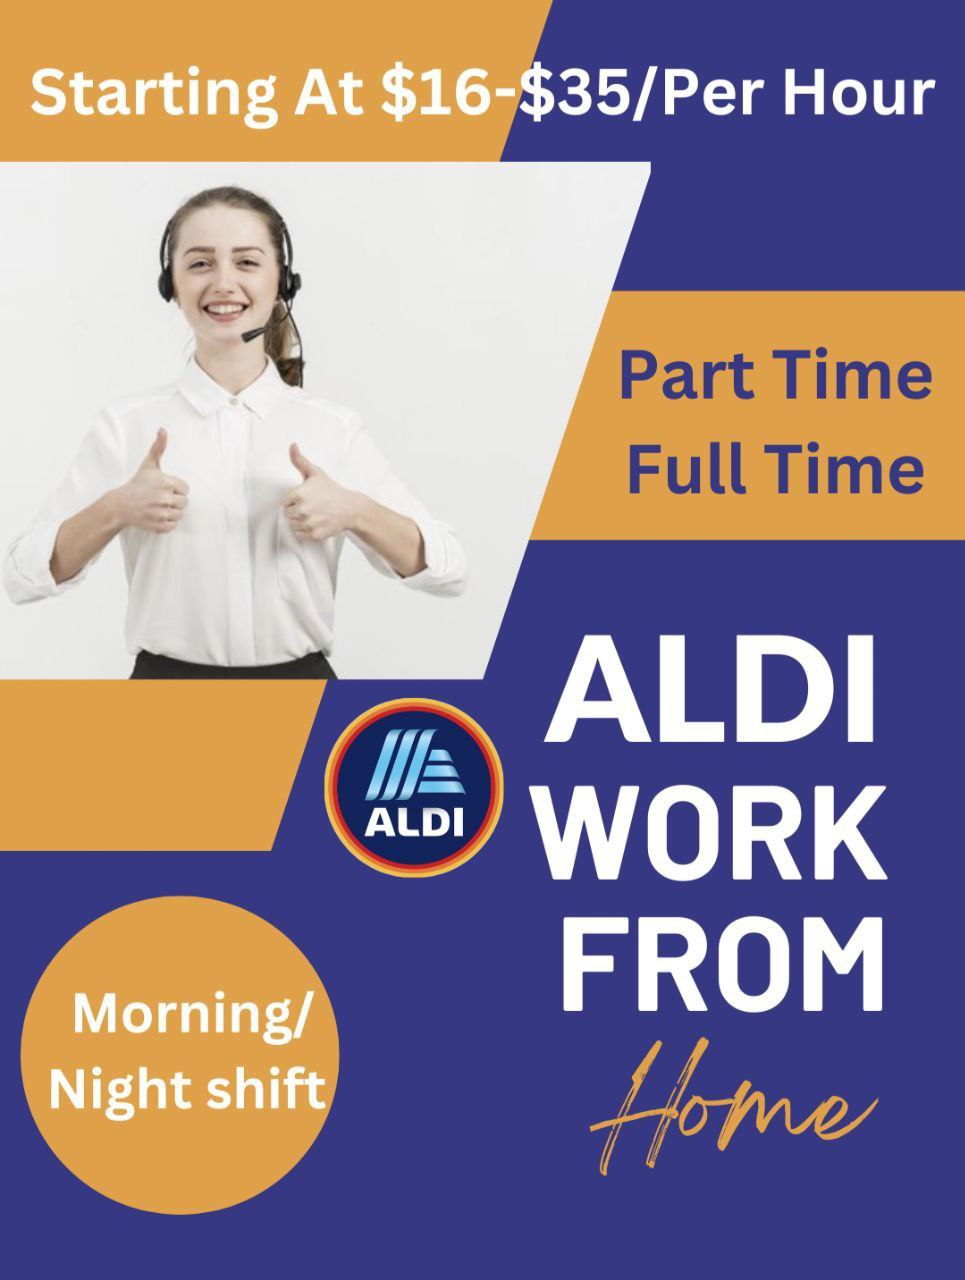 Starting At $16-$35/Per Hour
Part Time
Full Time
ALDI
WORK
FROM
Home
ALDI
Morning/
Night shift